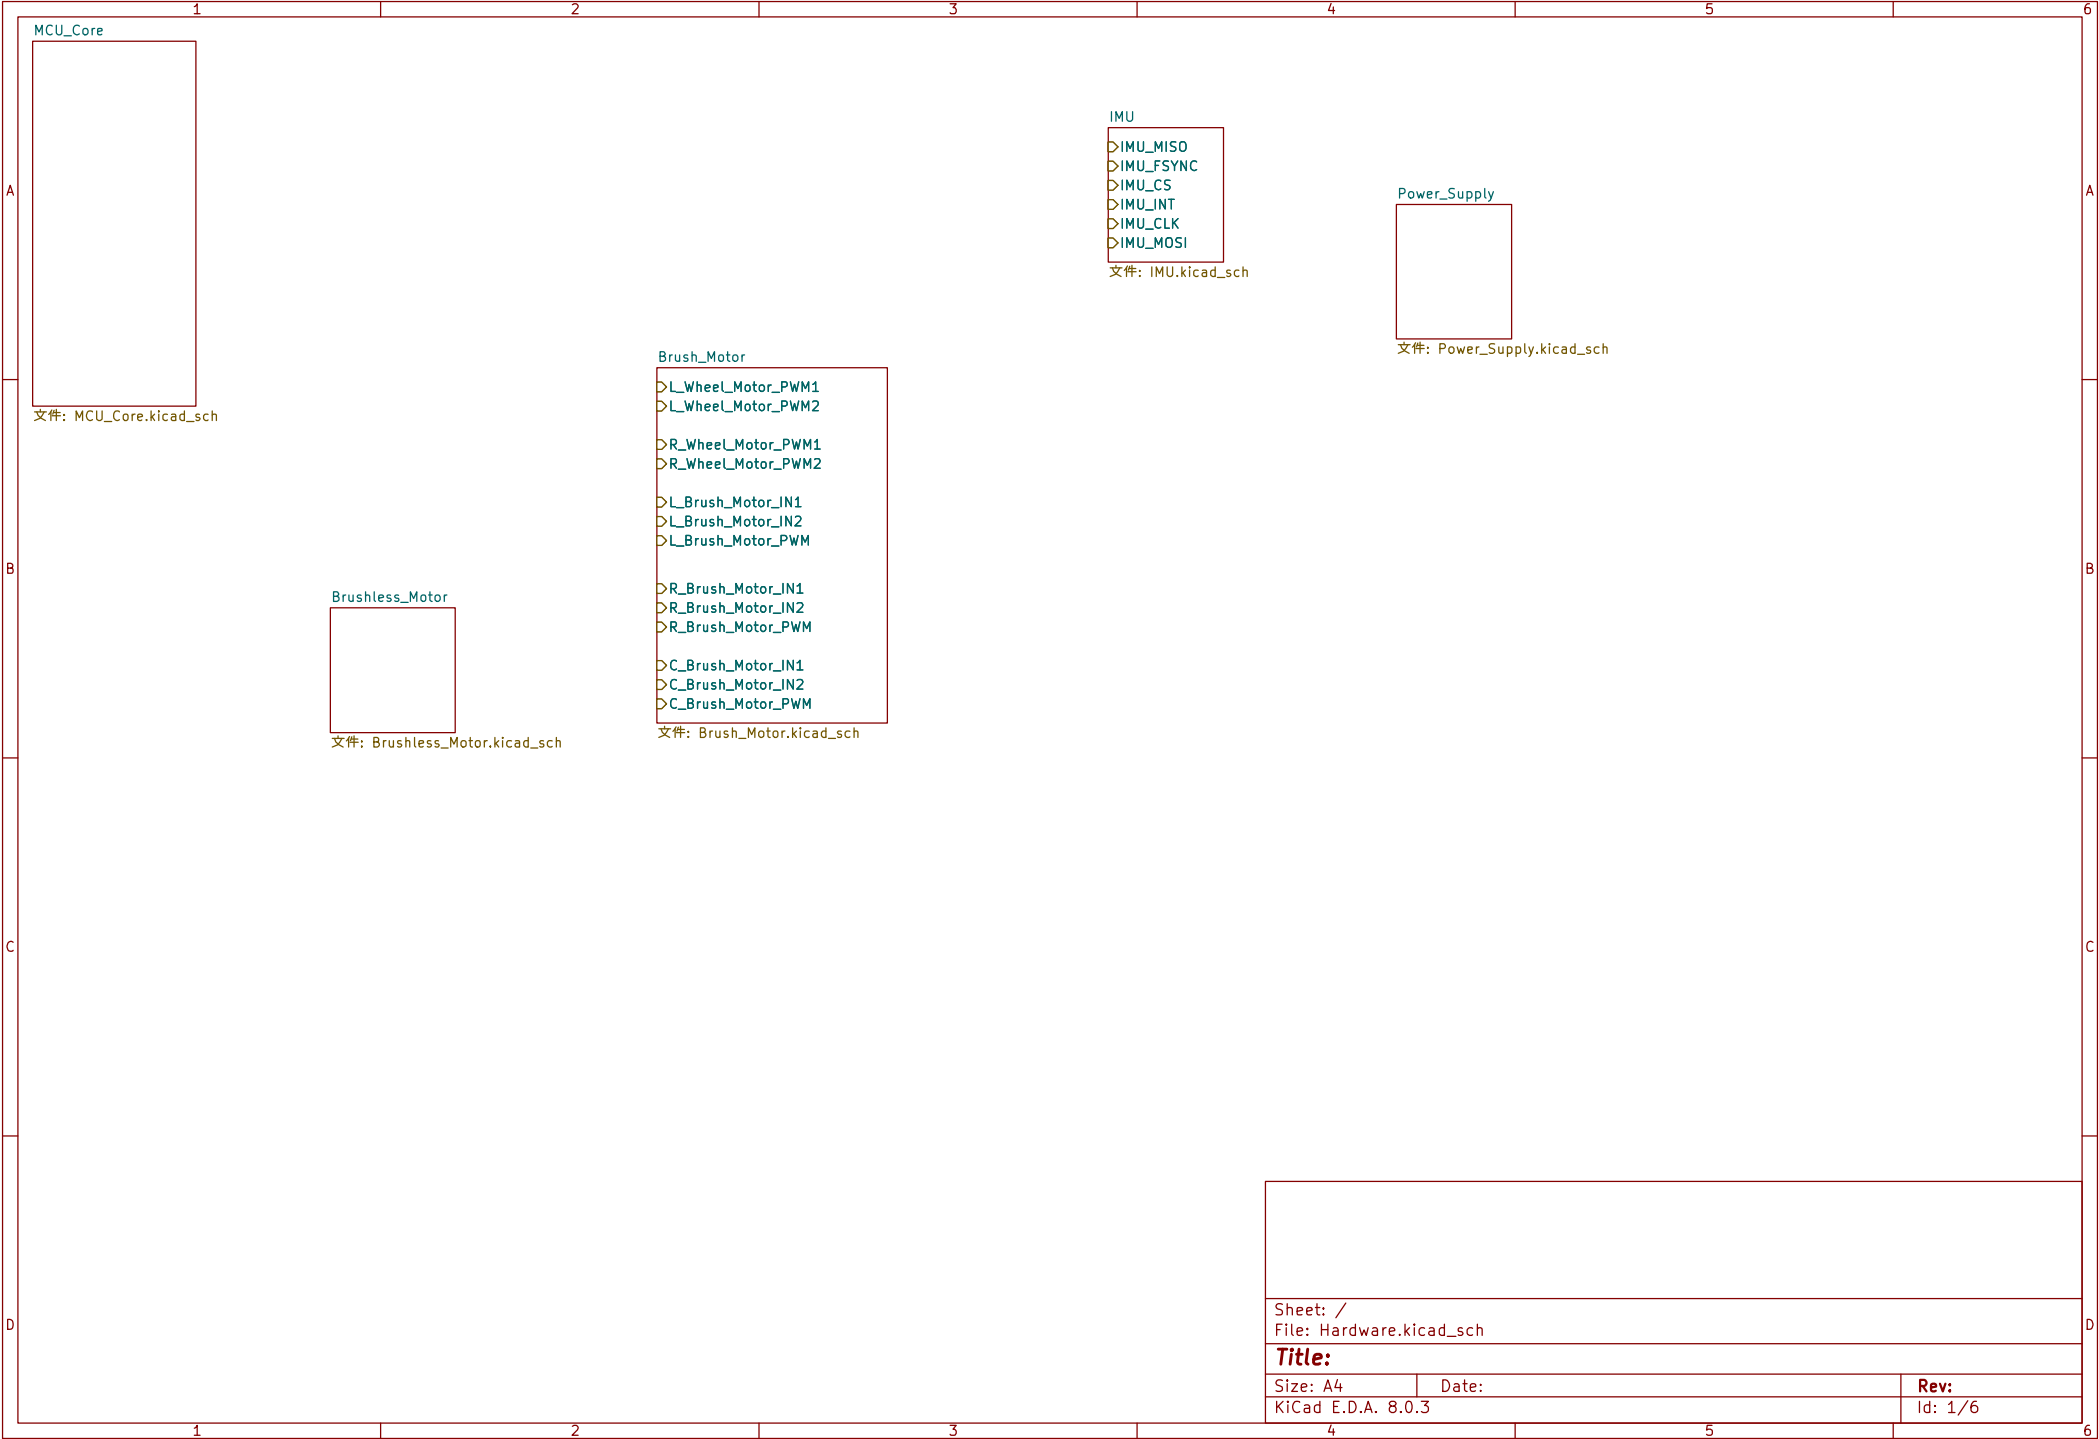 1 2 3 4 5 6
MCU_Core
文件: MCU_Core.kicad_sch
IMU
IMU_MISO
IMU_FSYNC
IMU_CS
IMU_INT
IMU_CLK
IMU_MOSI
文件: IMU.kicad_sch
Power_Supply
文件: Power_Supply.kicad_sch
A A
Brush_Motor
L_Wheel_Motor_PWM1
L_Wheel_Motor_PWM2
R_Wheel_Motor_PWM1
R_Wheel_Motor_PWM2
L_Brush_Motor_IN1
L_Brush_Motor_IN2
L_Brush_Motor_PWM
R_Brush_Motor_IN1
R_Brush_Motor_IN2
R_Brush_Motor_PWM
C_Brush_Motor_IN1
C_Brush_Motor_IN2
C_Brush_Motor_PWM
文件: Brush_Motor.kicad_sch
B B
Brushless_Motor
文件: Brushless_Motor.kicad_sch
C C
D D
Sheet: /
File: Hardware.kicad_sch
Title:
Size: A4 Date: Rev:
KiCad E.D.A. 8.0.3 Id: 1/6
1 2 3 4 5 6